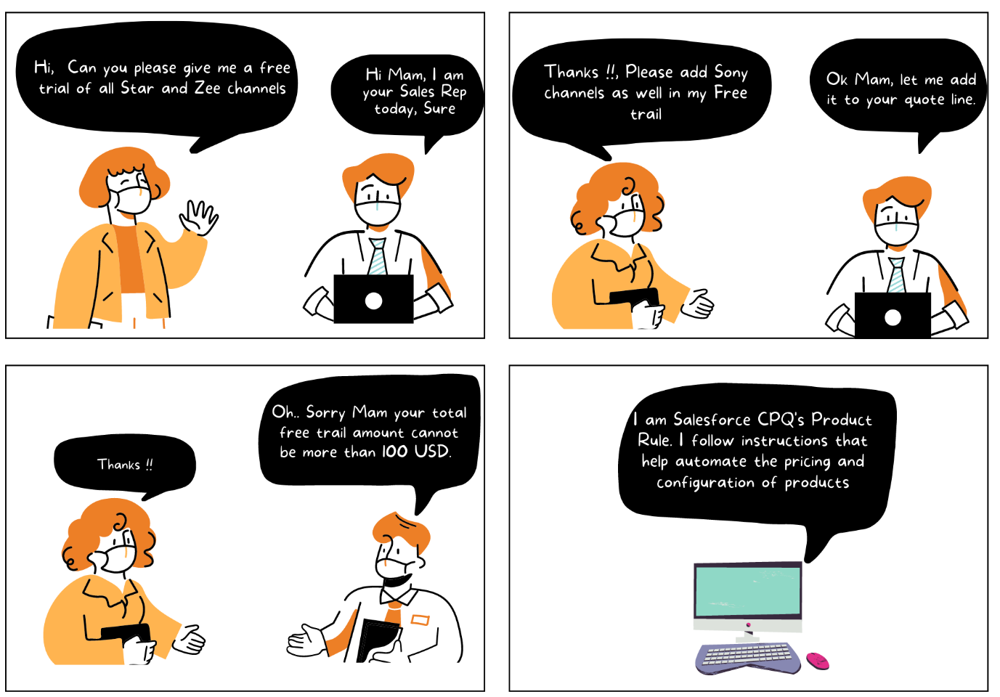 Hi, Can you please give me a free
trial of all Star and Zee channels
Hi Mam, I am
your Sales Rep
today, Sure
Thanks !!, Please add Sony
channels as well in my Free
trail
Ok Mam, let me add
it to your quote line.
Thanks !!
Oh.. Sorry Mam your total
free trail amount cannot
be more than 100 USD.
I am Salesforce CPQ's Product
Rule. I follow instructions that
help automate the pricing and
configuration of products